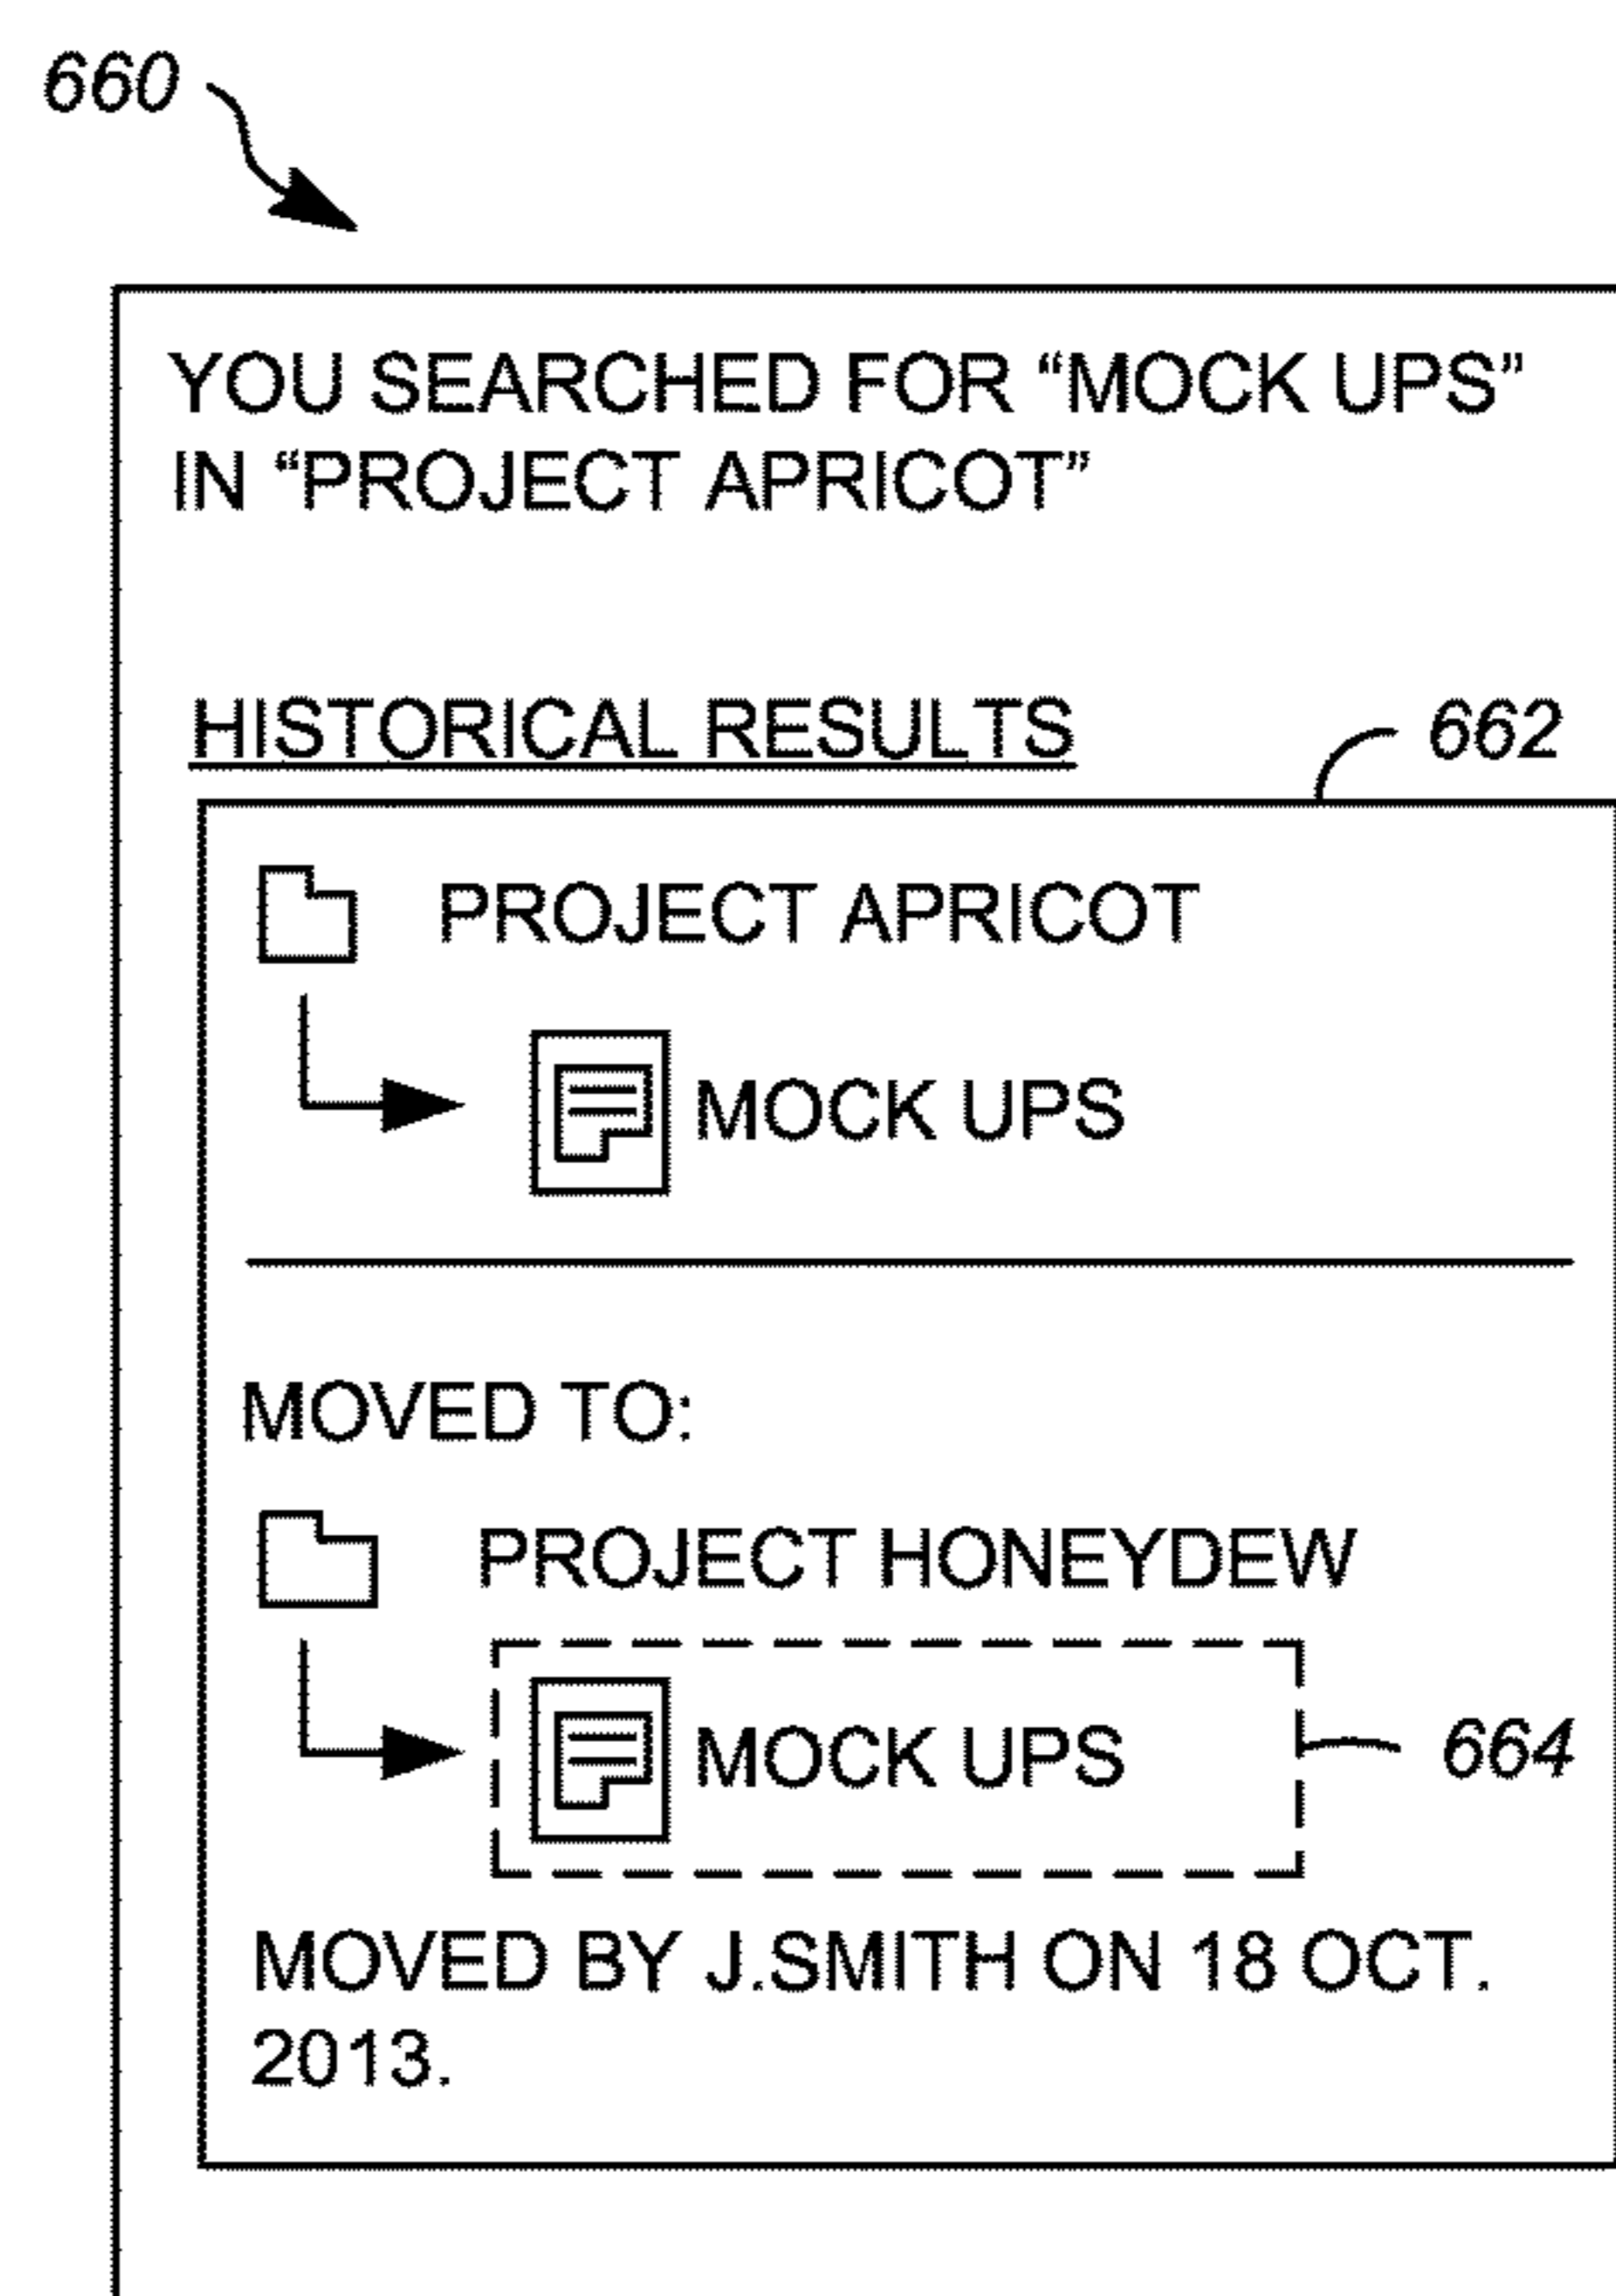 660
YOU SEARCHED FOR “MOCK UPS”
IN “PROJECT APRICOT”
HISTORICAL RESULTS
662
PROJECT APRICOT
MOCK UPS
MOVED TO:
PROJECT HONEYDEW
MOCK UPS
664
MOVED BY J.SMITH ON 18 OCT.
2013.